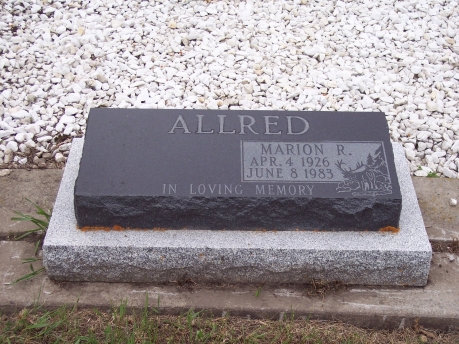 ALLRED
MARION R.
APR. 4 1926
JUNE 8 1983
IN LOVING MEMORY